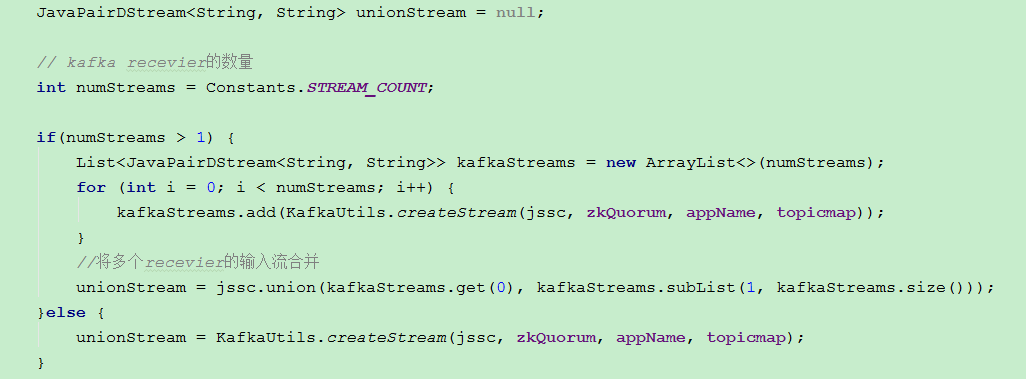 JavaPairDStream<String, String> unionStream = null;
// kafka recevier的数量
int numStreams = Constants.STREAM_COUNT;
if(numStreams > 1) {
List<JavaPairDStream<String, String>> kafkaStreams = new ArrayList<>(numStreams);
for (int i = 0; i < numStreams; i++) {
kafkaStreams.add(KafkaUtils.createStream(jssc, zkQuorum, appName, topicmap));
}
//将多个recevier的输入流合并
unionStream = jssc.union(kafkaStreams.get(0), kafkaStreams.subList(1, kafkaStreams.size()));
}else {
unionStream = KafkaUtils.createStream(jssc, zkQuorum, appName, topicmap);
}